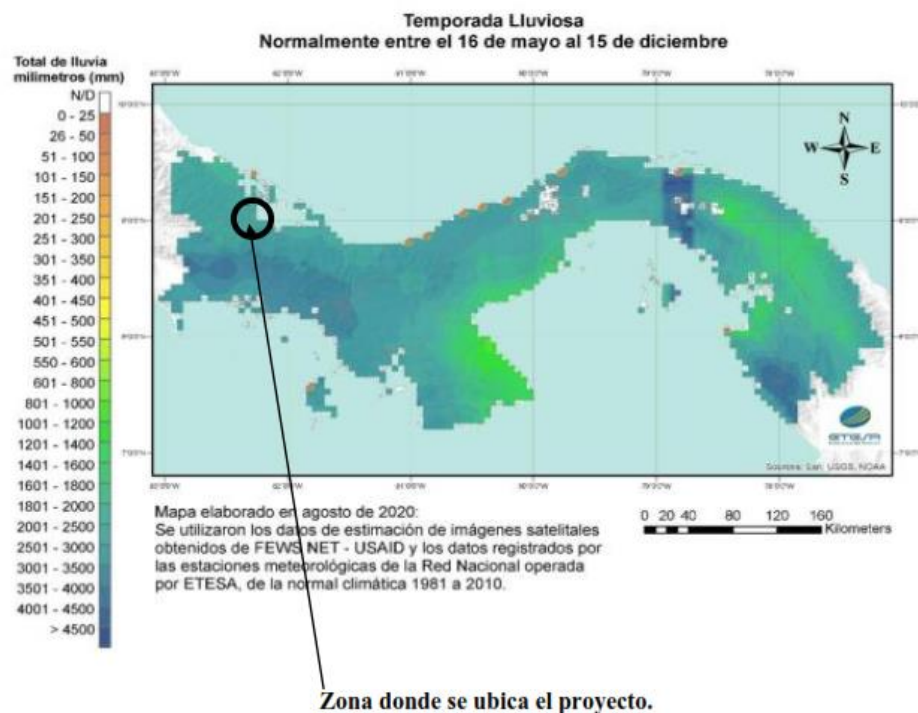 Temporada Lluviosa
Normalmente entre el 16 de mayo al 15 de diciembre
Total de lluvia
milimetros (mm)
N/D
0 - 25
26 - 50
51 - 100
101 - 150
151 - 200
201 - 250
251 - 300
301 - 350
351 - 400
401 - 450
451 - 500
501 - 550
550 - 600
601 - 800
801 - 1000
1001 - 1200
1201 - 1400
1401 - 1600
1801 - 2000
2001 - 2500
2501 - 3000
3001 - 3500
3501 - 4000
4001 - 4500
> 4500
N
W E
S
ETESA
Sources: Esri, USGS, NOAA
Mapa elaborado en agosto de 2020:
Se utilizaron los datos de estimación de imágenes satelitales
obtenidos de FEWS NET - USAID y los datos registrados por
las estaciones meteorológicas de la Red Nacional operada
por ETESA, de la normal climática 1981 a 2010.
0 20 40 80 120 160
Kilometers
Zona donde se ubica el proyecto.